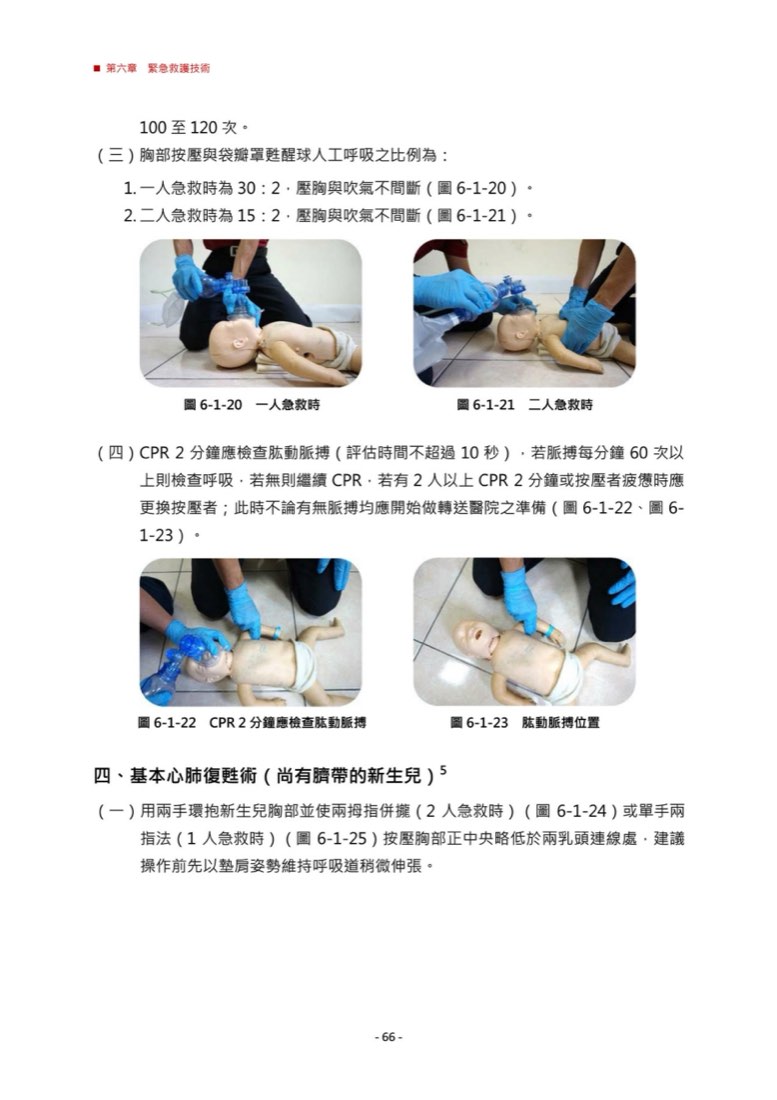 ■ 第六章　緊急救護技術
100 至 120 次。
（三）胸部按壓與袋瓣罩甦醒球人工呼吸之比例為：
1. 一人急救時為 30：2，壓胸與吹氣不間斷（圖 6-1-20）。
2. 二人急救時為 15：2，壓胸與吹氣不間斷（圖 6-1-21）。
圖 6-1-20　一人急救時
圖 6-1-21　二人急救時
（四）CPR 2 分鐘應檢查肱動脈搏（評估時間不超過 10 秒），若脈搏每分鐘 60 次以
上則檢查呼吸，若無則繼續 CPR，若有 2 人以上 CPR 2 分鐘或按壓者疲憊時應
更換按壓者；此時不論有無脈搏均應開始做轉送醫院之準備（圖 6-1-22、圖 6-
1-23）。
圖 6-1-22　CPR 2 分鐘應檢查肱動脈搏
圖 6-1-23　肱動脈搏位置
四、基本心肺復甦術（尚有臍帶的新生兒）5
（一）用兩手環抱新生兒胸部並使兩拇指併攏（2 人急救時）（圖 6-1-24）或單手兩
指法（1 人急救時）（圖 6-1-25）按壓胸部正中央略低於兩乳頭連線處，建議
操作前先以墊肩姿勢維持呼吸道稍微伸張。
- 66 -